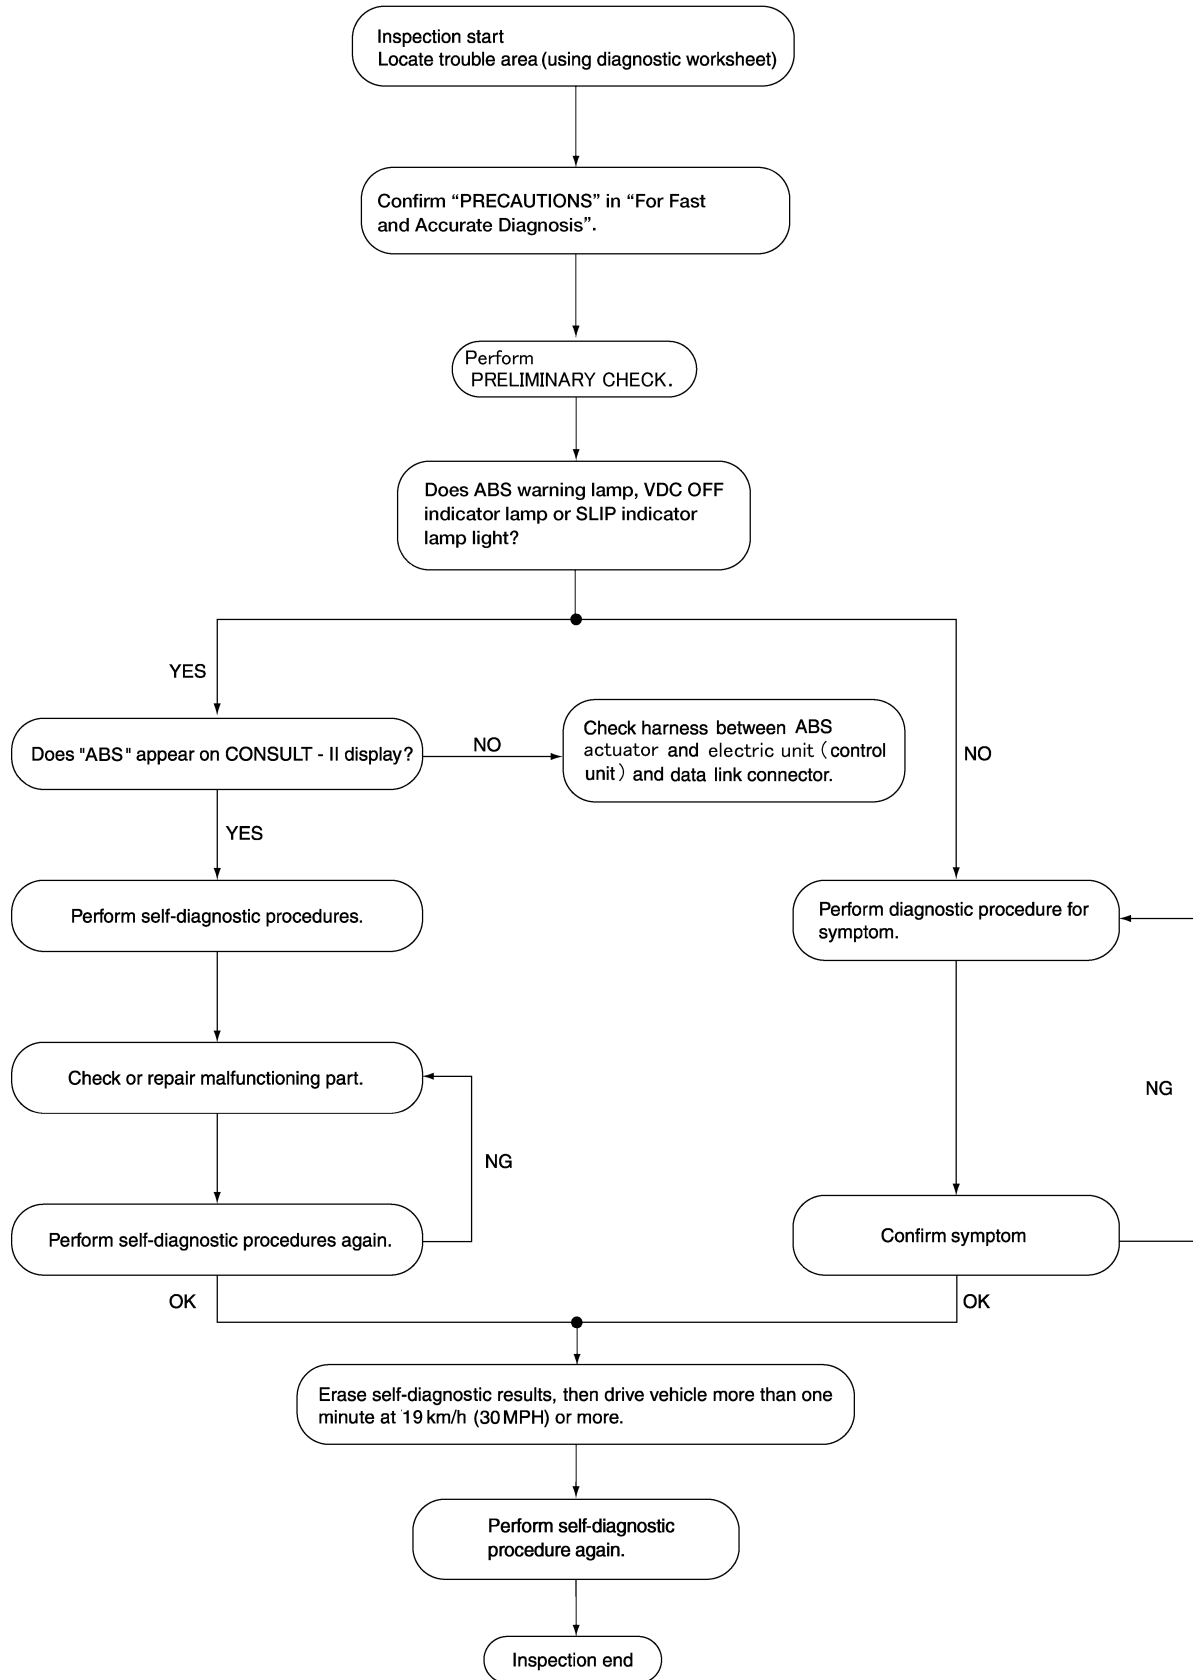 Inspection start
Locate trouble area (using diagnostic worksheet)
Confirm “PRECAUTIONS” in “For Fast
and Accurate Diagnosis”.
Perform
PRELIMINARY CHECK.
Does ABS warning lamp, VDC OFF
indicator lamp or SLIP indicator
lamp light?
YES
NO
Does "ABS" appear on CONSULT - II display?
NO
Check harness between ABS
actuator and electric unit (control
unit) and data link connector.
YES
Perform self-diagnostic procedures.
Perform diagnostic procedure for
symptom.
Check or repair malfunctioning part.
NG
NG
Perform self-diagnostic procedures again.
Confirm symptom
OK
OK
Erase self-diagnostic results, then drive vehicle more than one
minute at 19 km/h (30 MPH) or more.
Perform self-diagnostic
procedure again.
Inspection end